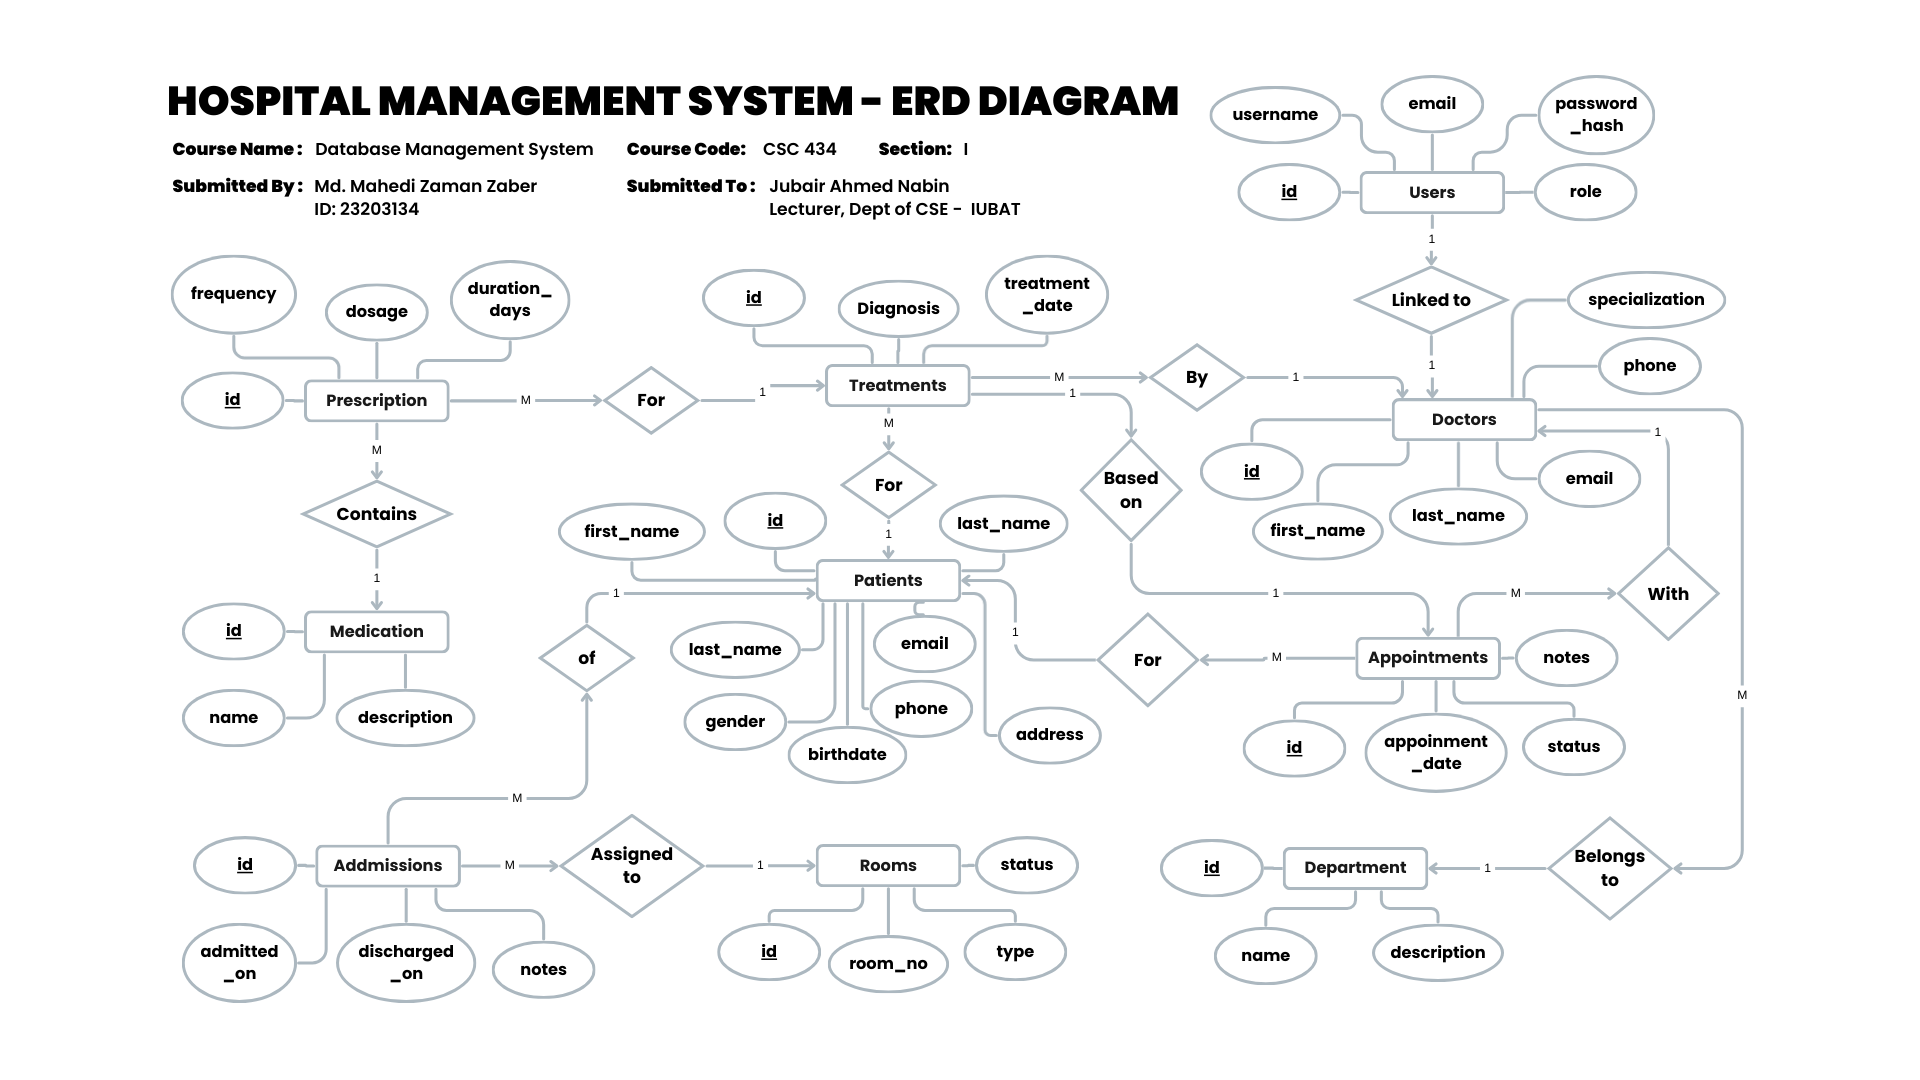 HOSPITAL MANAGEMENT SYSTEM – ERD DIAGRAM
Course Name : Database Management System Course Code: CSC 434 Section: I
Submitted By : Md. Mahedi Zaman Zaber Submitted To : Jubair Ahmed Nabin
ID: 23203134 Lecturer, Dept of CSE - IUBAT
username
email
password
_hash
id
Users
role
1
Linked to
1
specialization
phone
frequency
dosage
duration_
days
id
Prescription
M
For
1
id
Diagnosis
treatment
_date
Treatments
M
By
1
1
Doctors
1
id
first_name
last_name
email
M
Contains
1
M
For
1
Based
on
1
first_name
id
last_name
Patients
1
of
last_name
email
gender
phone
birthdate
address
1
For
M
Appointments
M
With
notes
id
appoinment
_date
status
M
id
Medication
name
description
M
id
Addmissions
M
Assigned
to
1
Rooms
status
admitted
_on
discharged
_on
notes
id
room_no
type
id
Department
1
Belongs
to
name
description